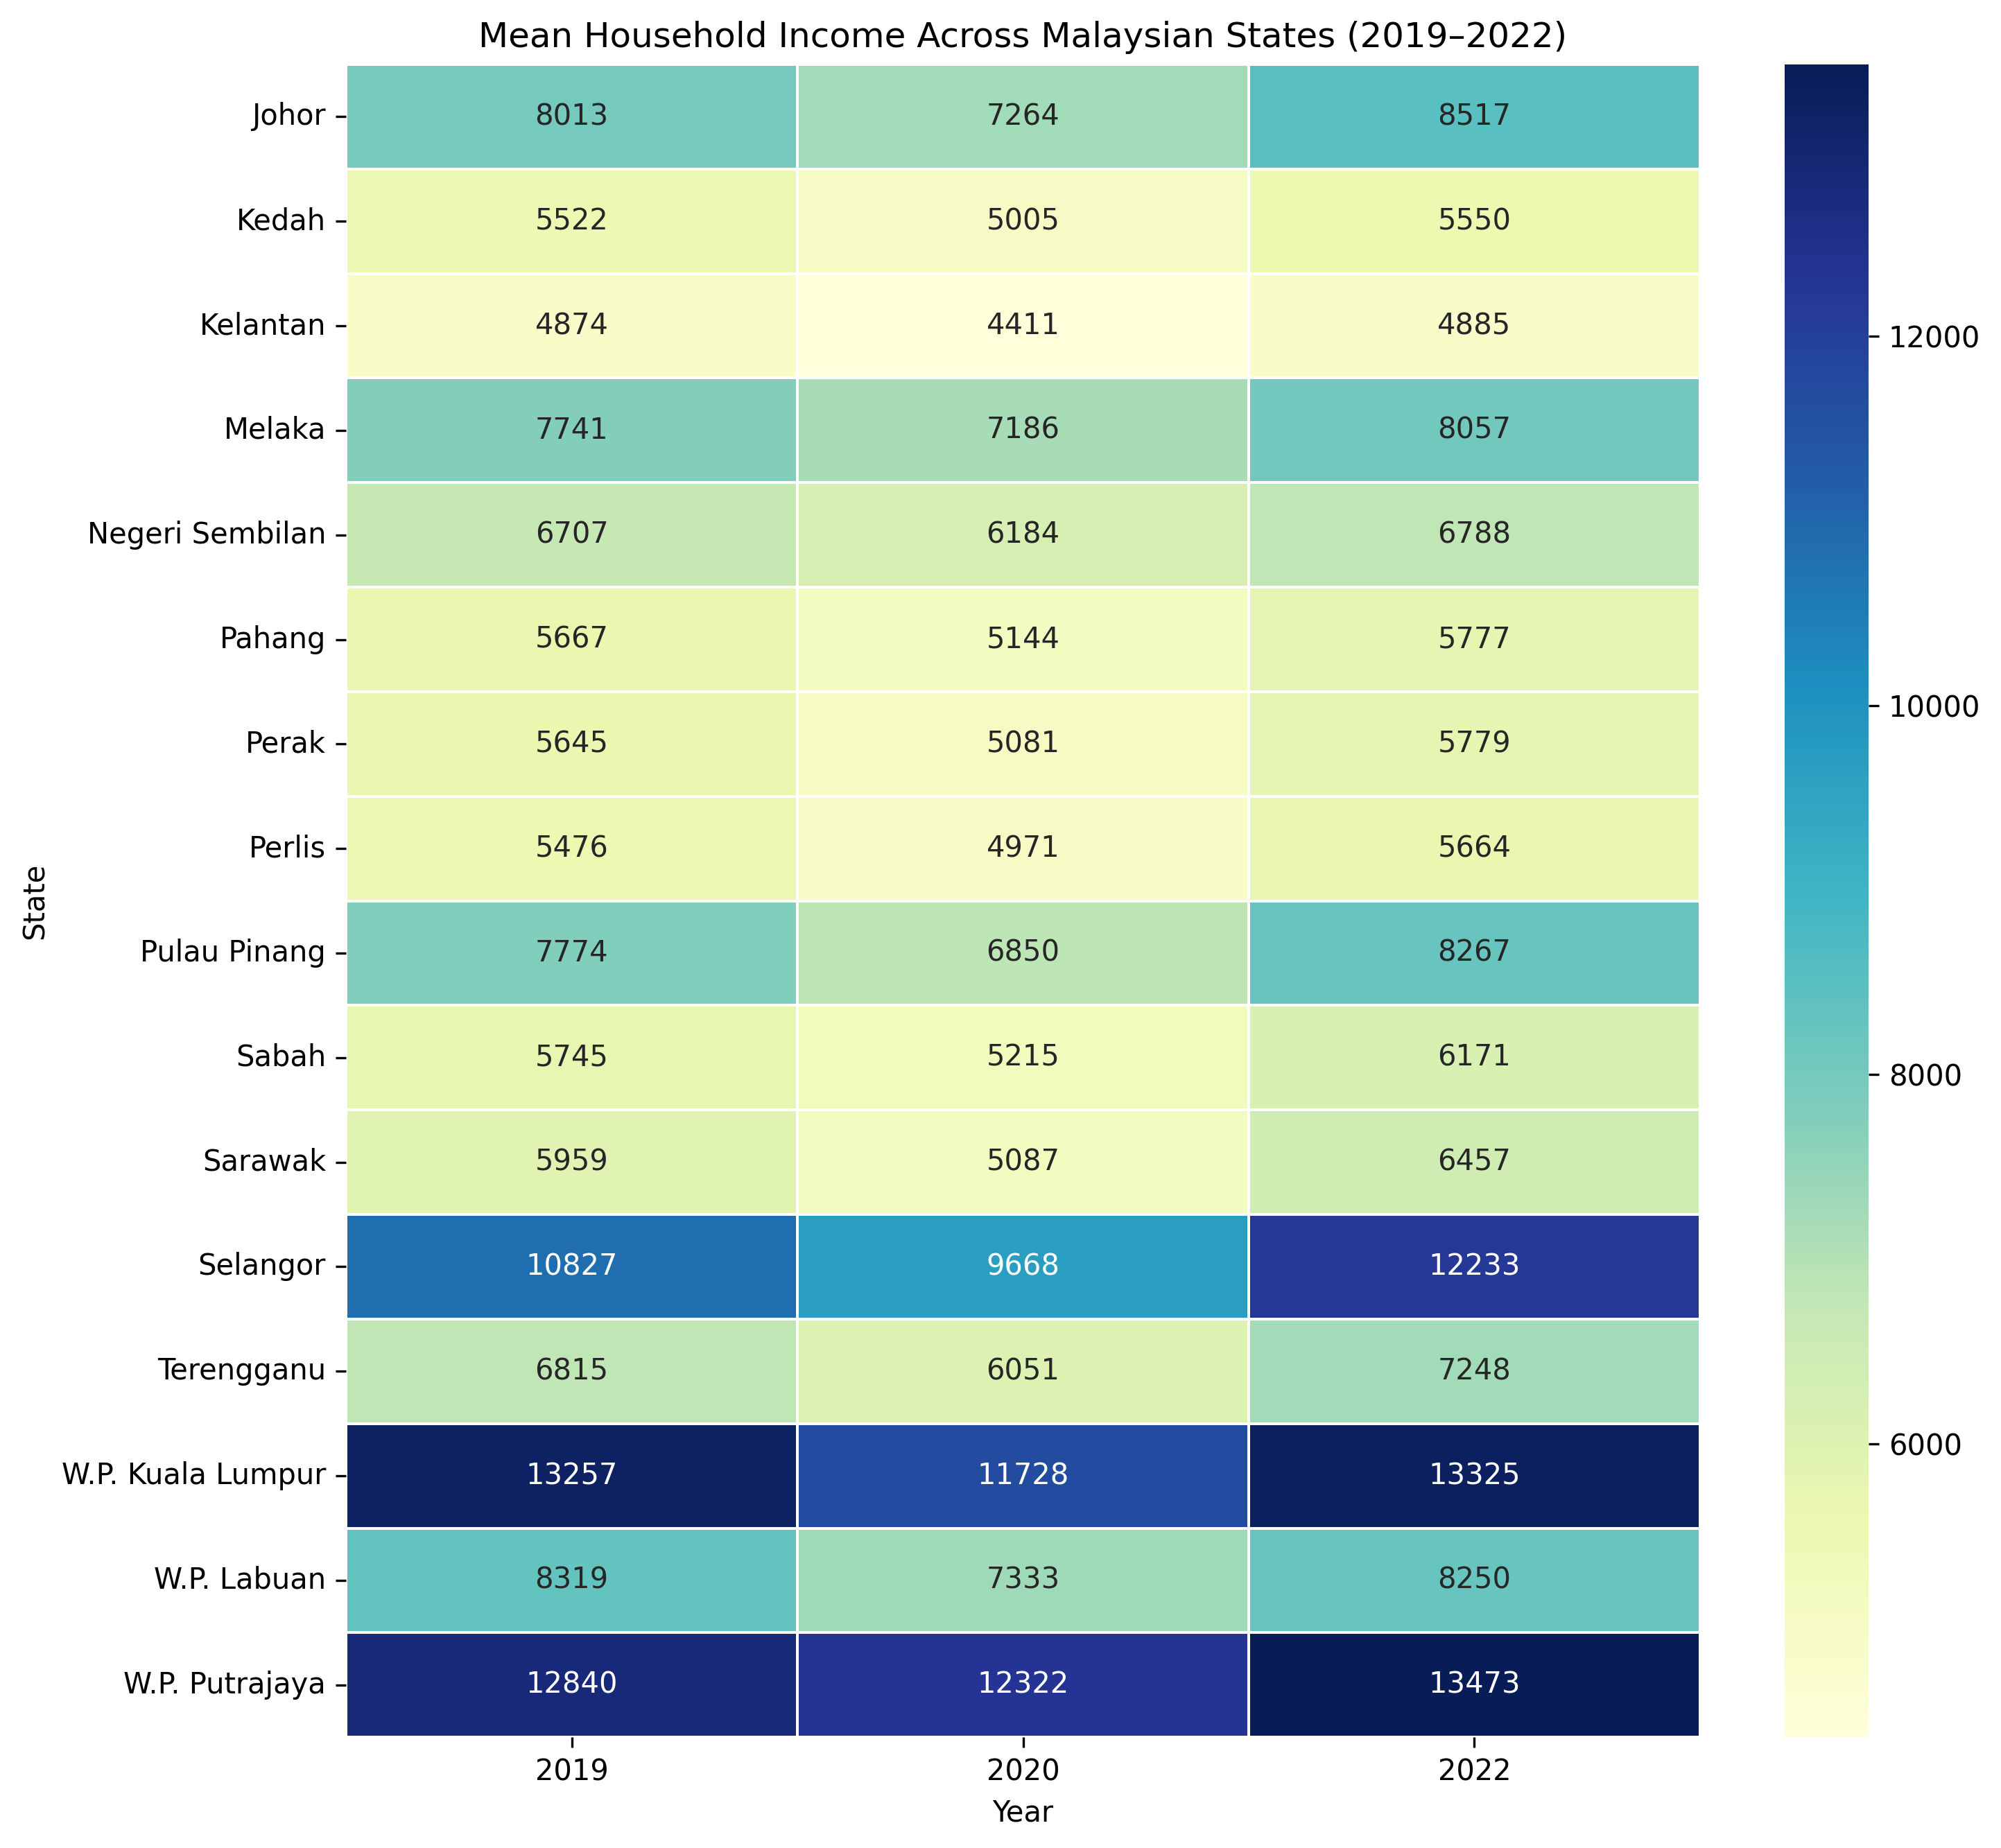 Mean Household Income Across Malaysian States (2019–2022)
State
Johor 8013 7264 8517
Kedah 5522 5005 5550
Kelantan 4874 4411 4885
Melaka 7741 7186 8057
Negeri Sembilan 6707 6184 6788
Pahang 5667 5144 5777
Perak 5645 5081 5779
Perlis 5476 4971 5664
Pulau Pinang 7774 6850 8267
Sabah 5745 5215 6171
Sarawak 5959 5087 6457
Selangor 10827 9668 12233
Terengganu 6815 6051 7248
W.P. Kuala Lumpur 13257 11728 13325
W.P. Labuan 8319 7333 8250
W.P. Putrajaya 12840 12322 13473
2019 2020 2022
Year
12000
10000
8000
6000